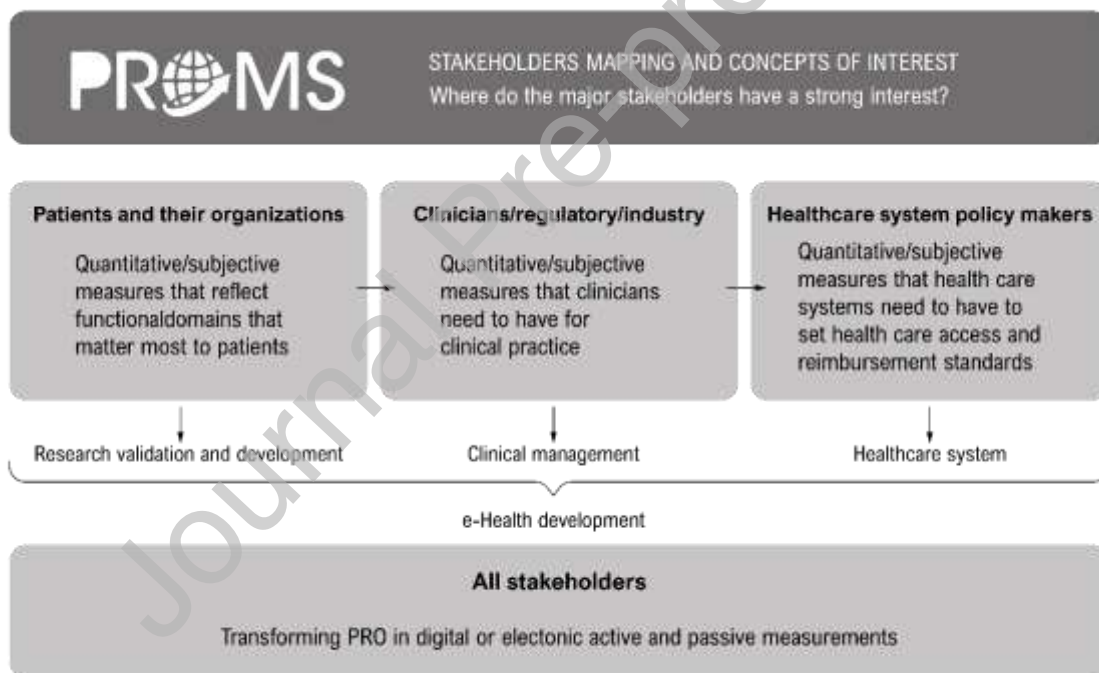 PROMS
STAKEHOLDERS MAPPING AND CONCEPTS OF INTEREST
Where do the major stakeholders have a strong interest?
Patients and their organizations
Quantitative/subjective
measures that reflect
functionaldomains that
matter most to patients
Clinicians/regulatory/industry
Quantitative/subjective
measures that clinicians
need to have for
clinical practice
Healthcare system policy makers
Quantitative/subjective
measures that health care
systems need to have to
set health care access and
reimbursement standards
Research validation and development
Clinical management
Healthcare system
e-Health development
All stakeholders
Transforming PRO in digital or electonic active and passive measurements
Journal Pre-pro